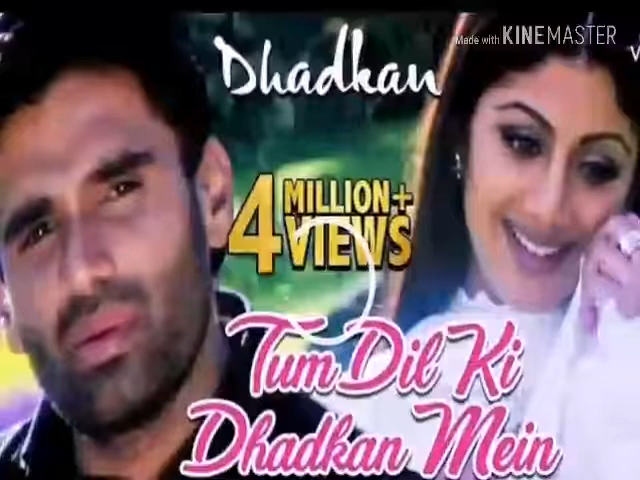 Made with KINEMASTER
V
Dhadkan
4 MILLION+
VIEWS
Tum Dil Ki
Dhadkan Mein